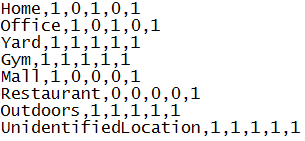 Home,1,0,1,0,1
Office,1,0,1,0,1
Yard,1,1,1,1,1
Gym,1,1,1,1,1
Mall,1,0,0,0,1
Restaurant,0,0,0,0,1
Outdoors,1,1,1,1,1
UnidentifiedLocation,1,1,1,1,1